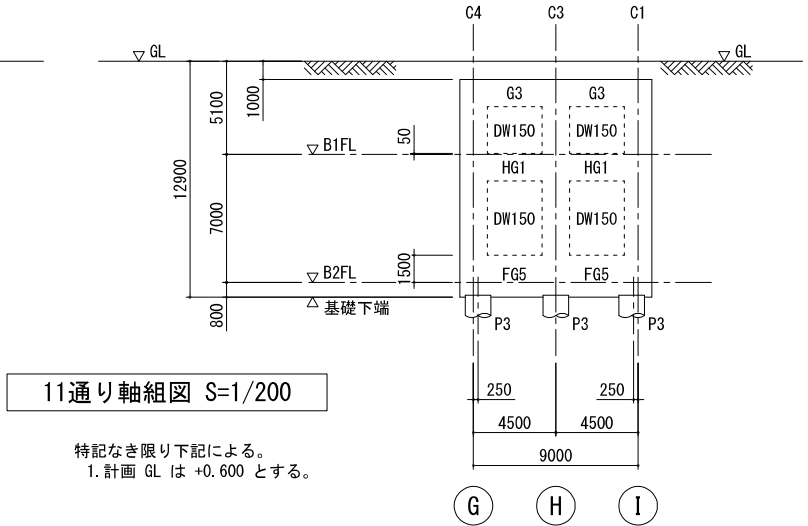 C4 C3 C1
GL GL
1000
5100
G3 G3
DW150 DW150
50
B1FL
HG1 HG1
12900
7000
DW150 DW150
1500
B2FL
FG5 FG5
基礎下端
800
P3 P3 P3
11通り軸組図 S=1/200
250 250
4500 4500
9000
特記なき限り下記による。
1.計画 GL は +0.600 とする。
G H I